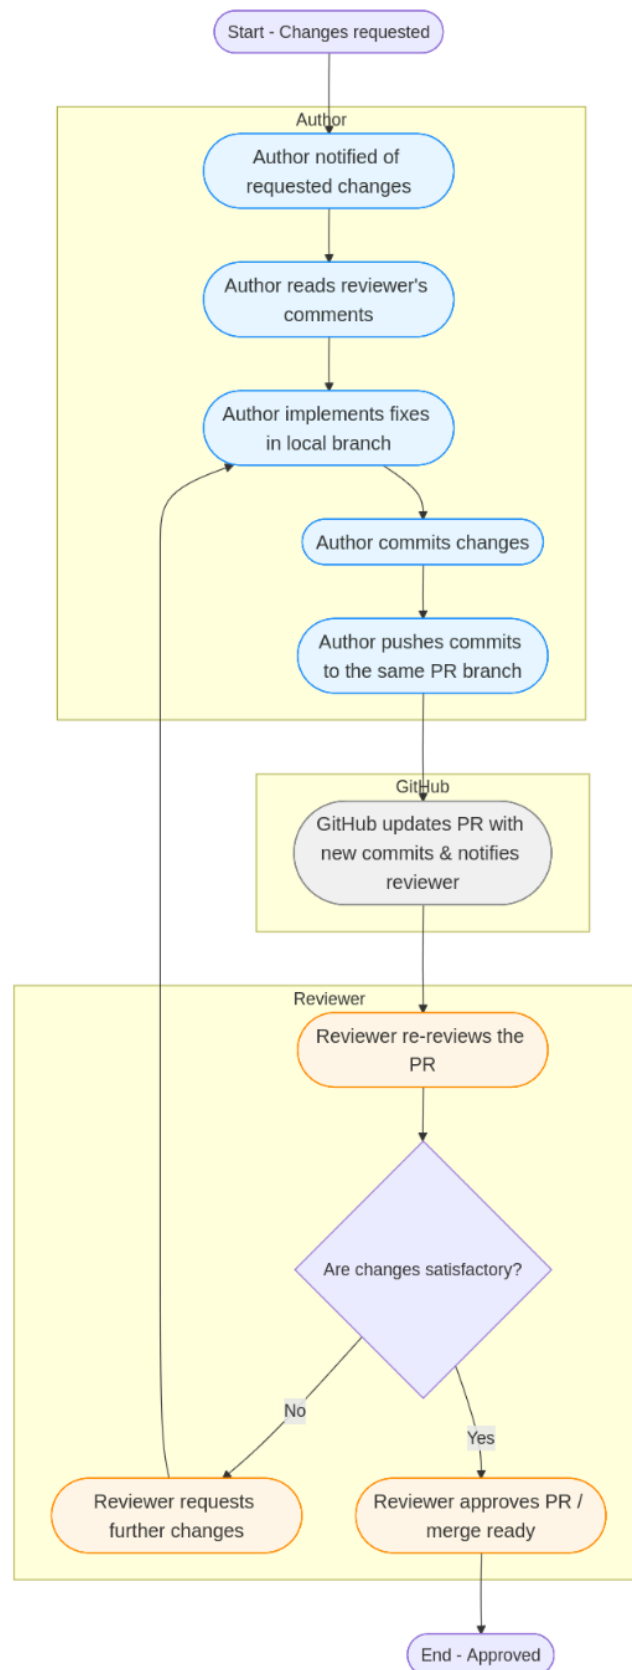 Start - Changes requested
Author
Author notified of
requested changes
Author reads reviewer's
comments
Author implements fixes
in local branch
Author commits changes
Author pushes commits
to the same PR branch
GitHub
GitHub updates PR with
new commits & notifies
reviewer
Reviewer
Reviewer re-reviews the
PR
Are changes satisfactory?
No
Yes
Reviewer requests
further changes
Reviewer approves PR /
merge ready
End - Approved